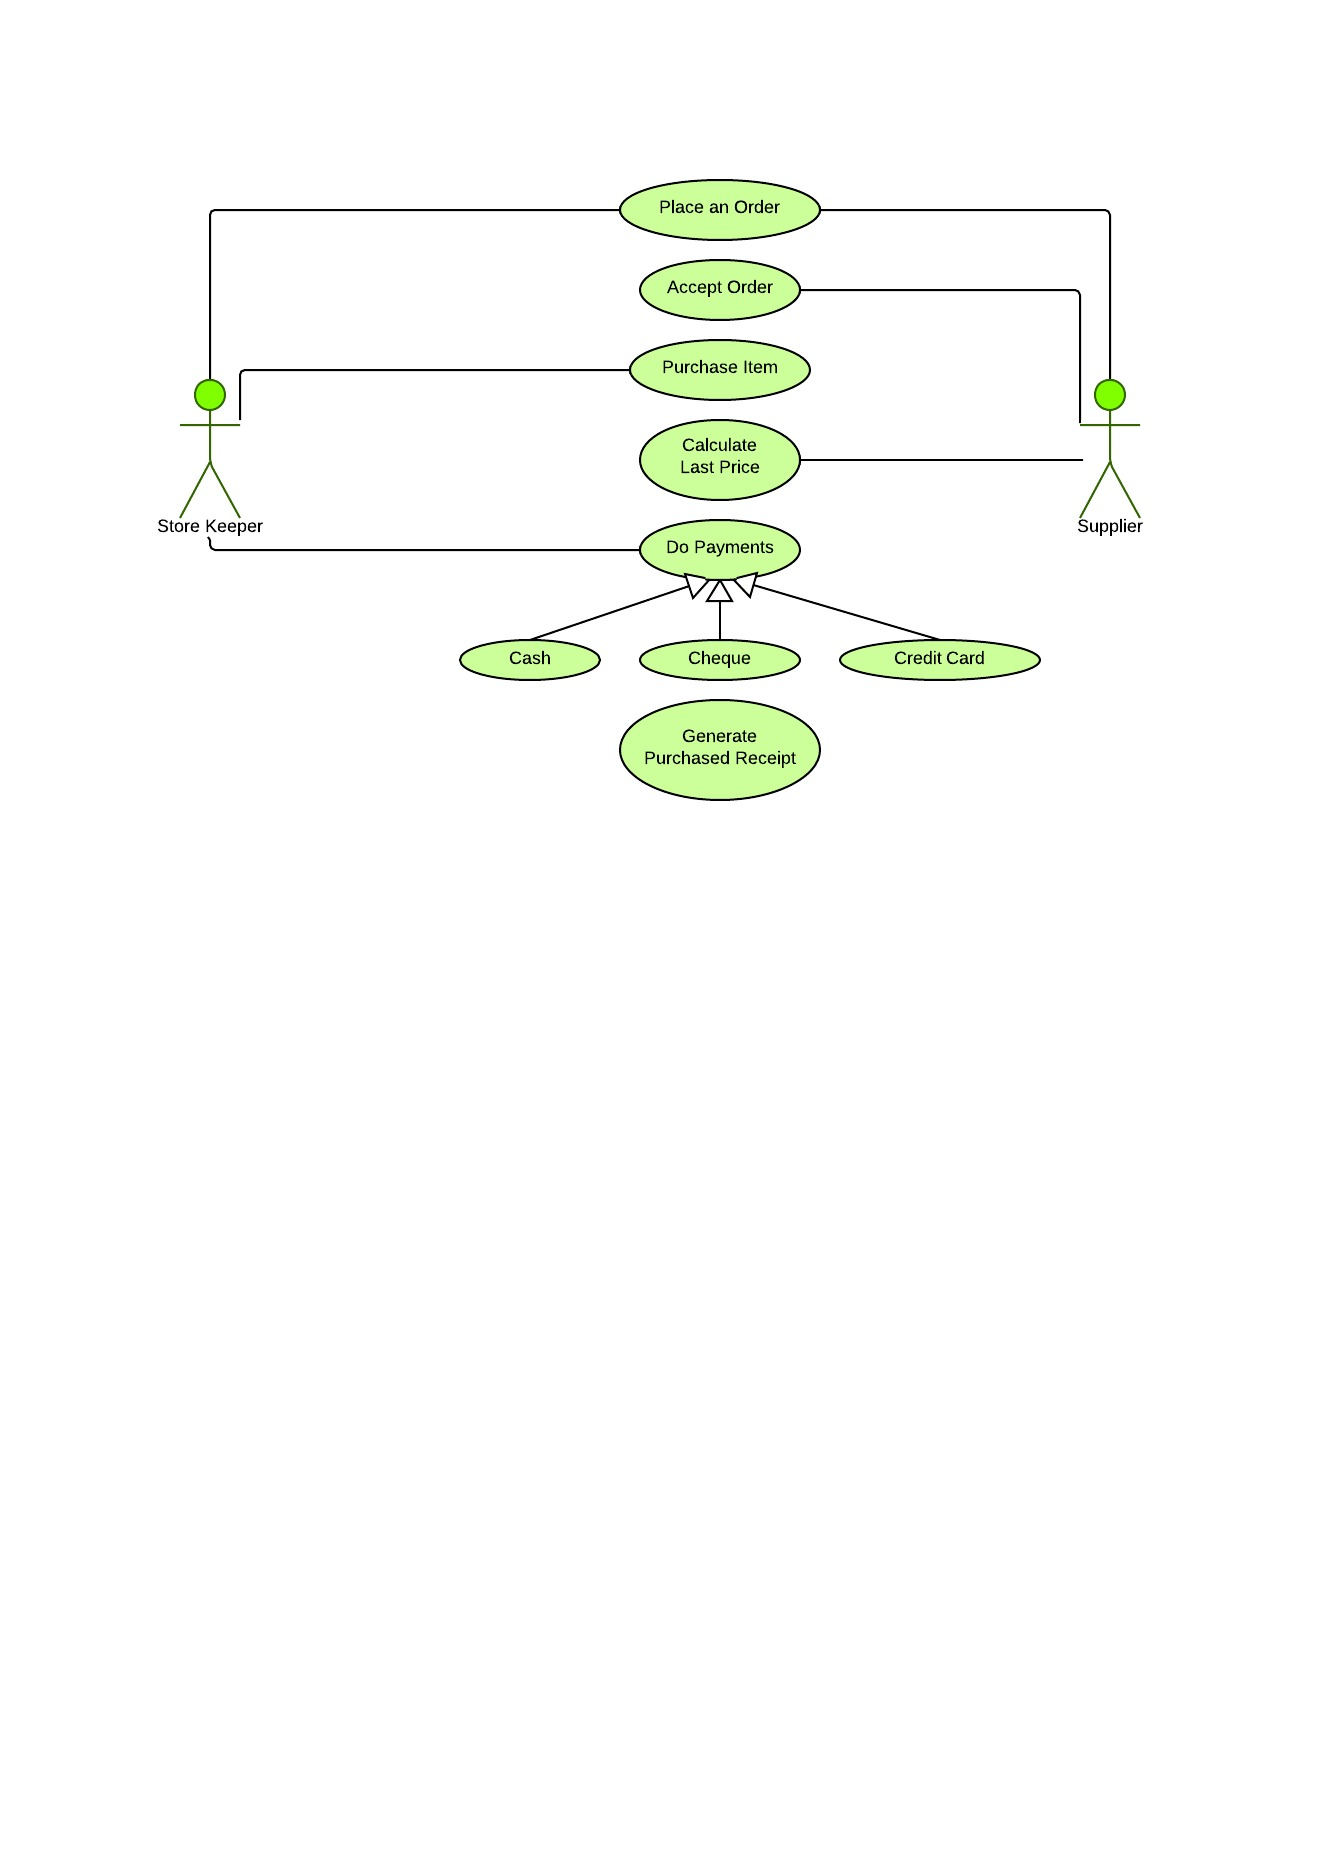 Place an Order
Accept Order
Purchase Item
Calculate
Last Price
Store Keeper
Supplier
Do Payments
Cash
Cheque
Credit Card
Generate
Purchased Receipt